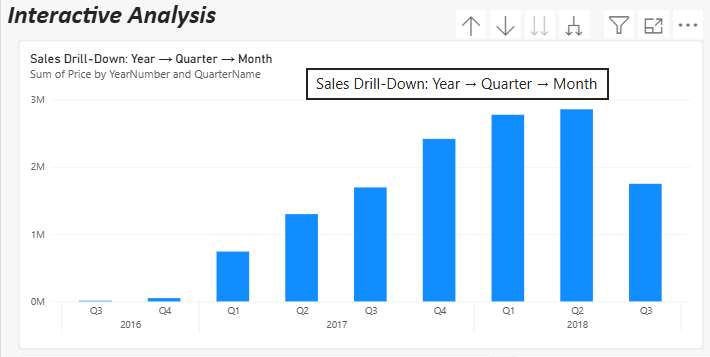 Interactive Analysis
Sales Drill-Down: Year → Quarter → Month
Sum of Price by YearNumber and QuarterName
Sales Drill-Down: Year → Quarter → Month
3M
2M
1M
0M
Q3 Q4 Q1 Q2 Q3 Q4 Q1 Q2 Q3
2016 2017 2018